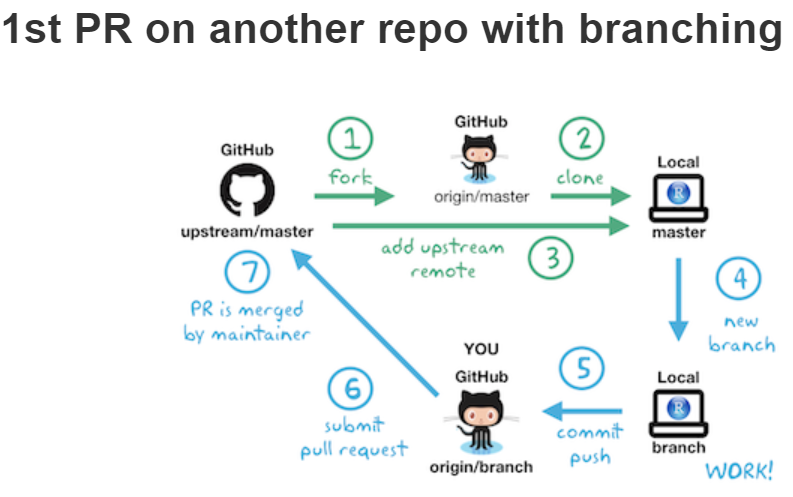 1st PR on another repo with branching
GitHub
upstream/master
1
fork
GitHub
origin/master
2
clone
Local
R
master
add upstream
remote
3
4
new
branch
Local
R
branch
WORK!
5
commit
push
YOU
GitHub
origin/branch
6
submit
pull request
7
PR is merged
by maintainer